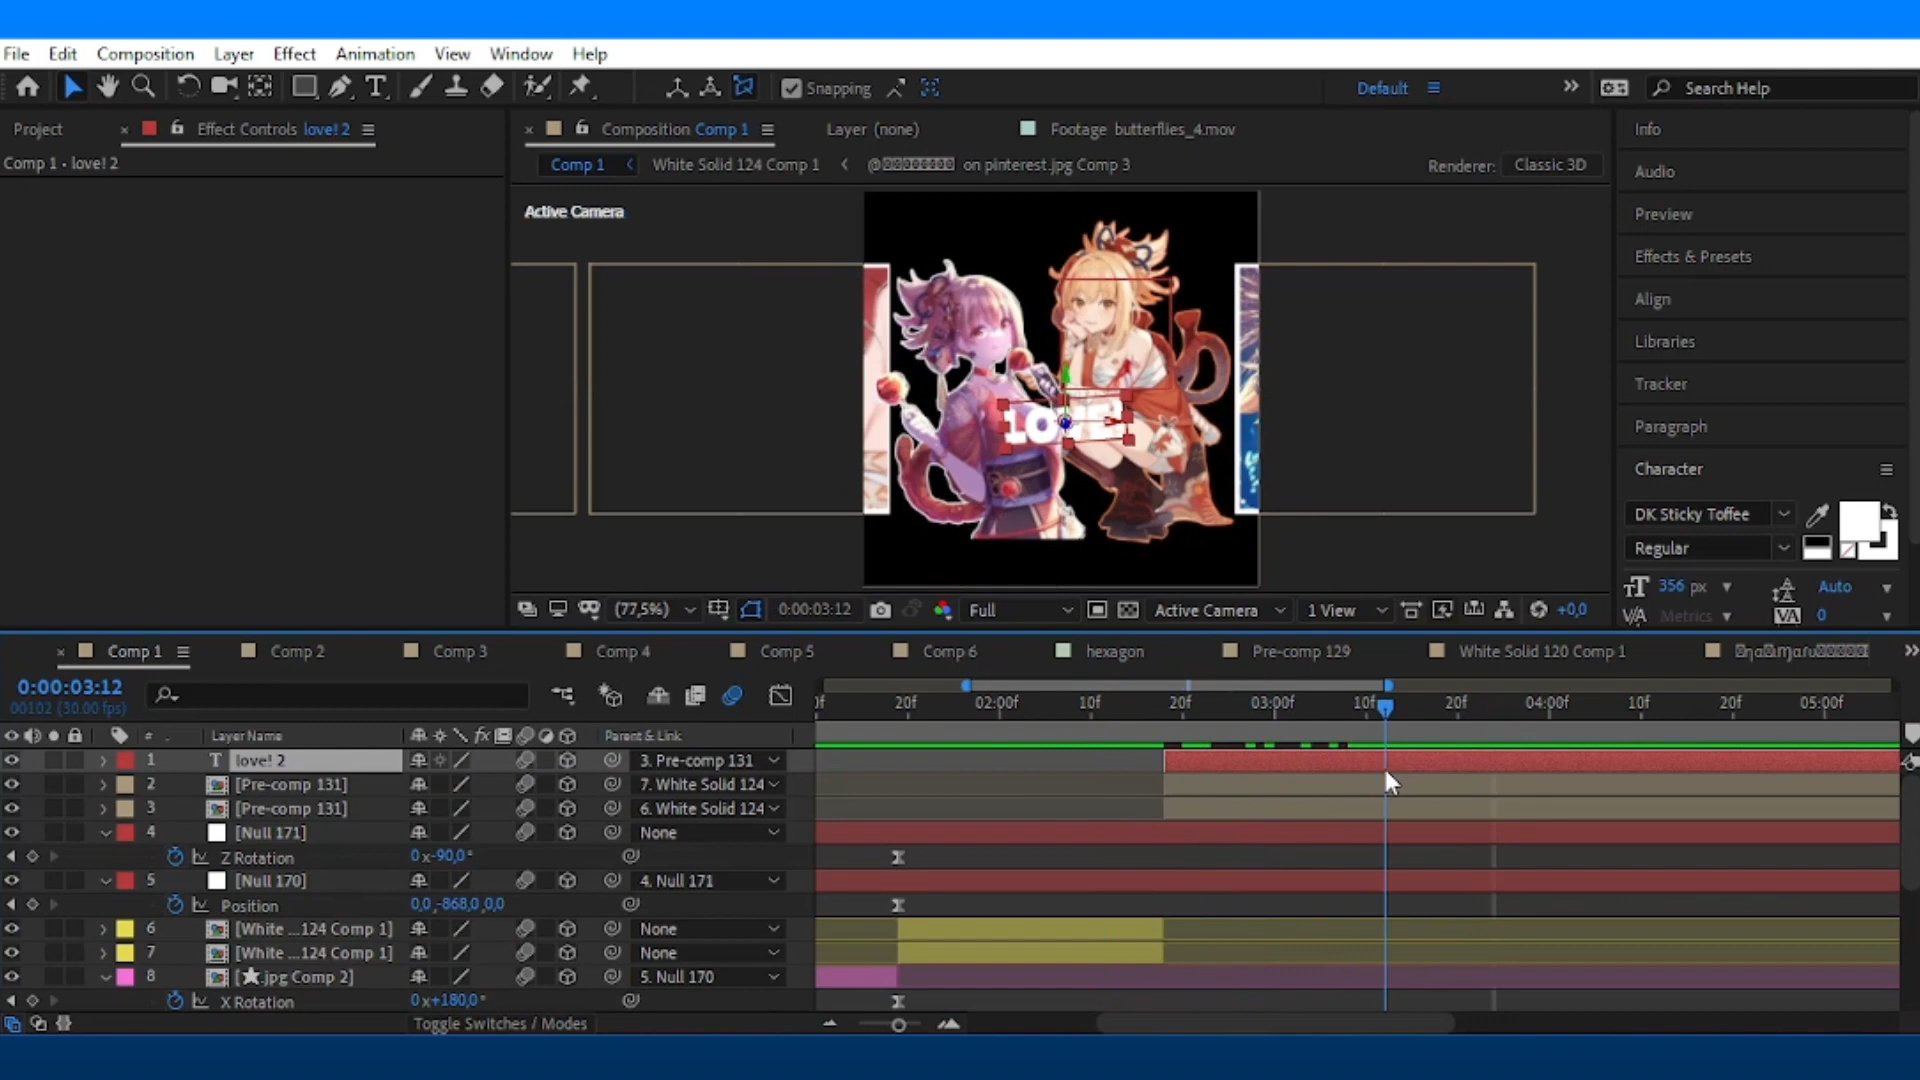 File Edit Composition Layer Effect Animation View Window Help
Snapping Default Search Help
Project Effect Controls love! 2 Composition Comp 1 Layer (none) Footage butterflies_4.mov Info
Comp 1 • love! 2 Comp 1 White Solid 124 Comp 1 @ on pinterest.jpg Comp 3 Renderer: Classic 3D Audio
Active Camera
Preview
Effects & Presets
Align
Libraries
Tracker
Paragraph
Character
DK Sticky Toffee
Regular
356 px Auto
(77,5%) 0:00:03:12 Full Active Camera 1 View +0,0 Metrics 0
Comp 1 Comp 2 Comp 3 Comp 4 Comp 5 Comp 6 hexagon Pre-comp 129 White Solid 120 Comp 1
0:00:03:12
00102 (30.00 fps)
20f 02:00f 10f 20f 03:00f 10f 20f 04:00f 10f 20f 05:00f
# Layer Name fx Parent & Link
1 T love! 2 3. Pre-comp 131
2 [Pre-comp 131] 7. White Solid 124
3 [Pre-comp 131] 6. White Solid 124
4 [Null 171] None
Z Rotation 0x-90,0°
5 [Null 170] 4. Null 171
Position 0,0,-868,0,0,0
6 [White ...124 Comp 1] None
7 [White ...124 Comp 1] None
8 [★.jpg Comp 2] 5. Null 170
X Rotation 0x+180,0°
Toggle Switches / Modes